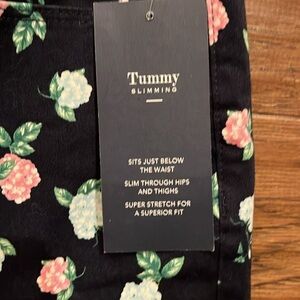 Tummy
SLIMMING
SITS JUST BELOW
THE WAIST
SLIM THROUGH HIPS
AND THIGHS
SUPER STRETCH FOR
A SUPERIOR FIT